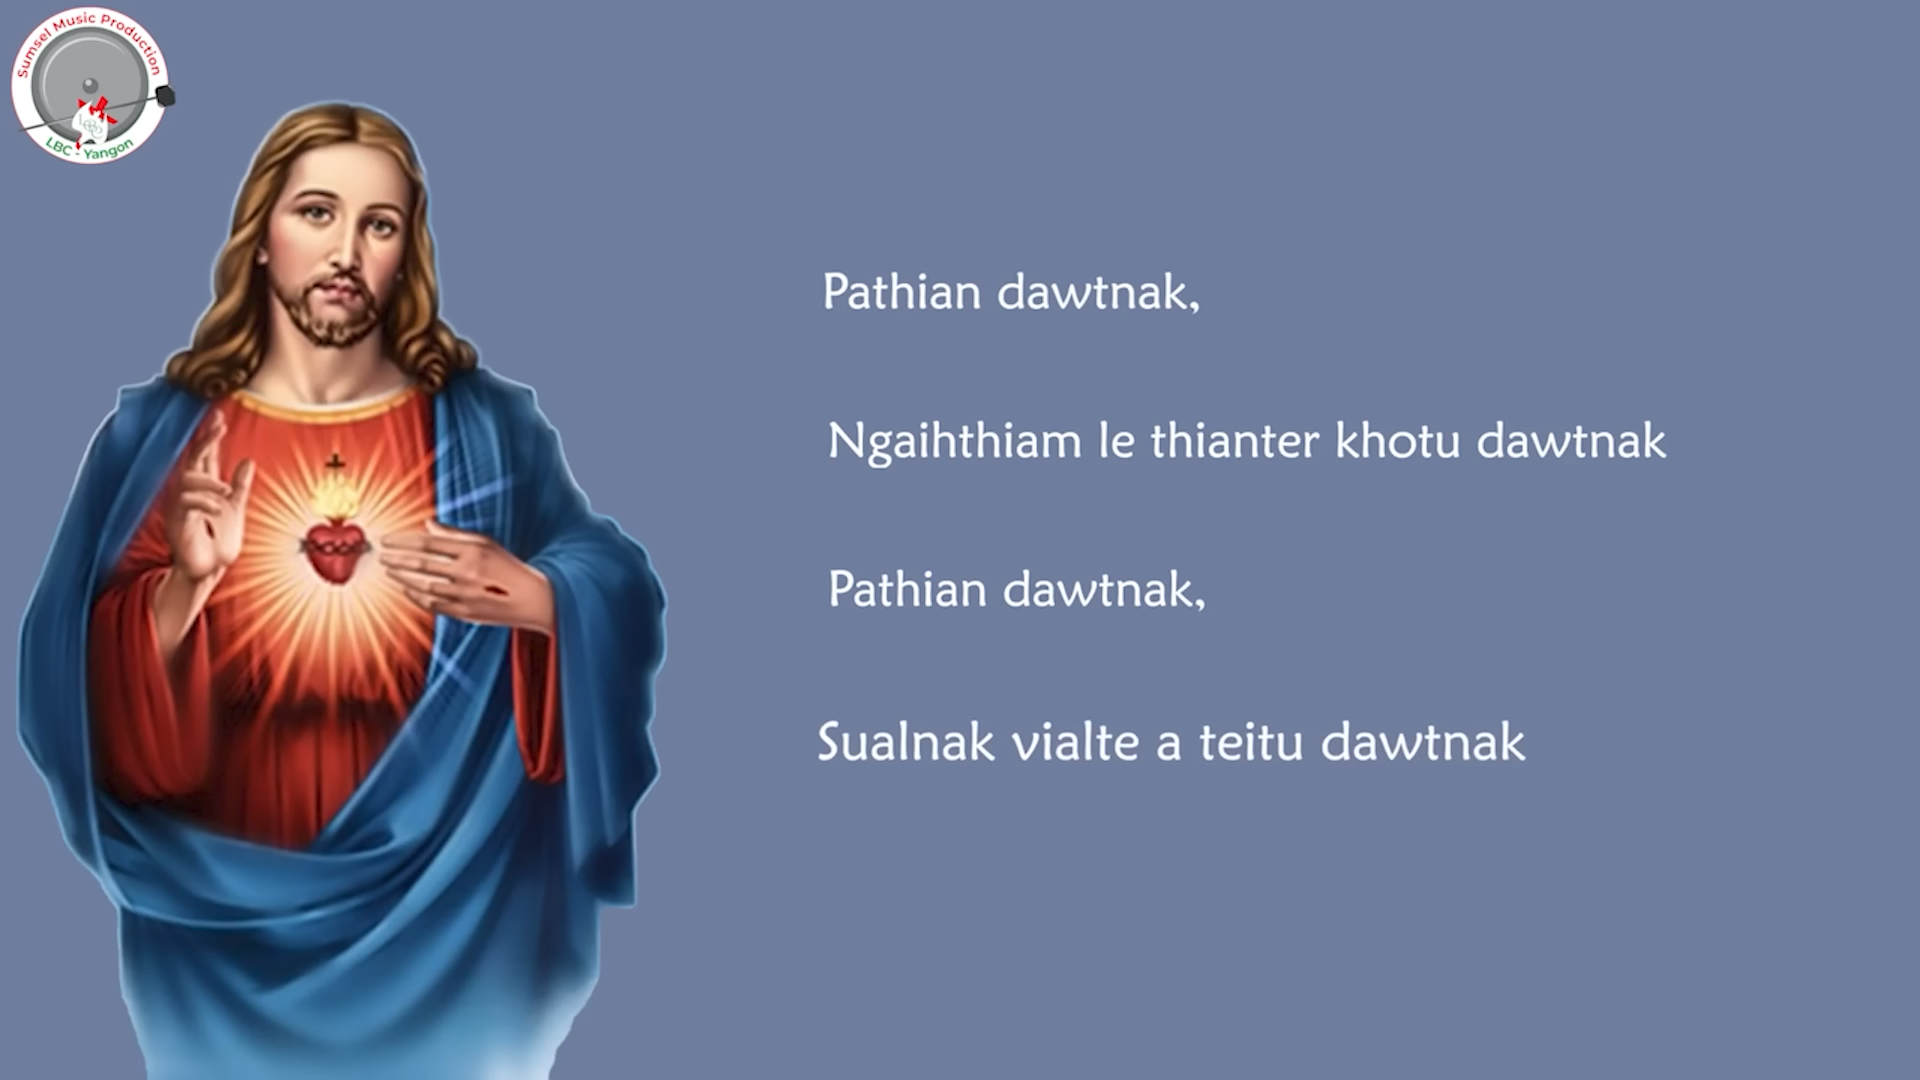 Sumsel Music Production
LBC - Yangon
Pathian dawtnak,
Ngaihthiam le thianter khotu dawtnak
Pathian dawtnak,
Sualnak vialte a teitu dawtnak